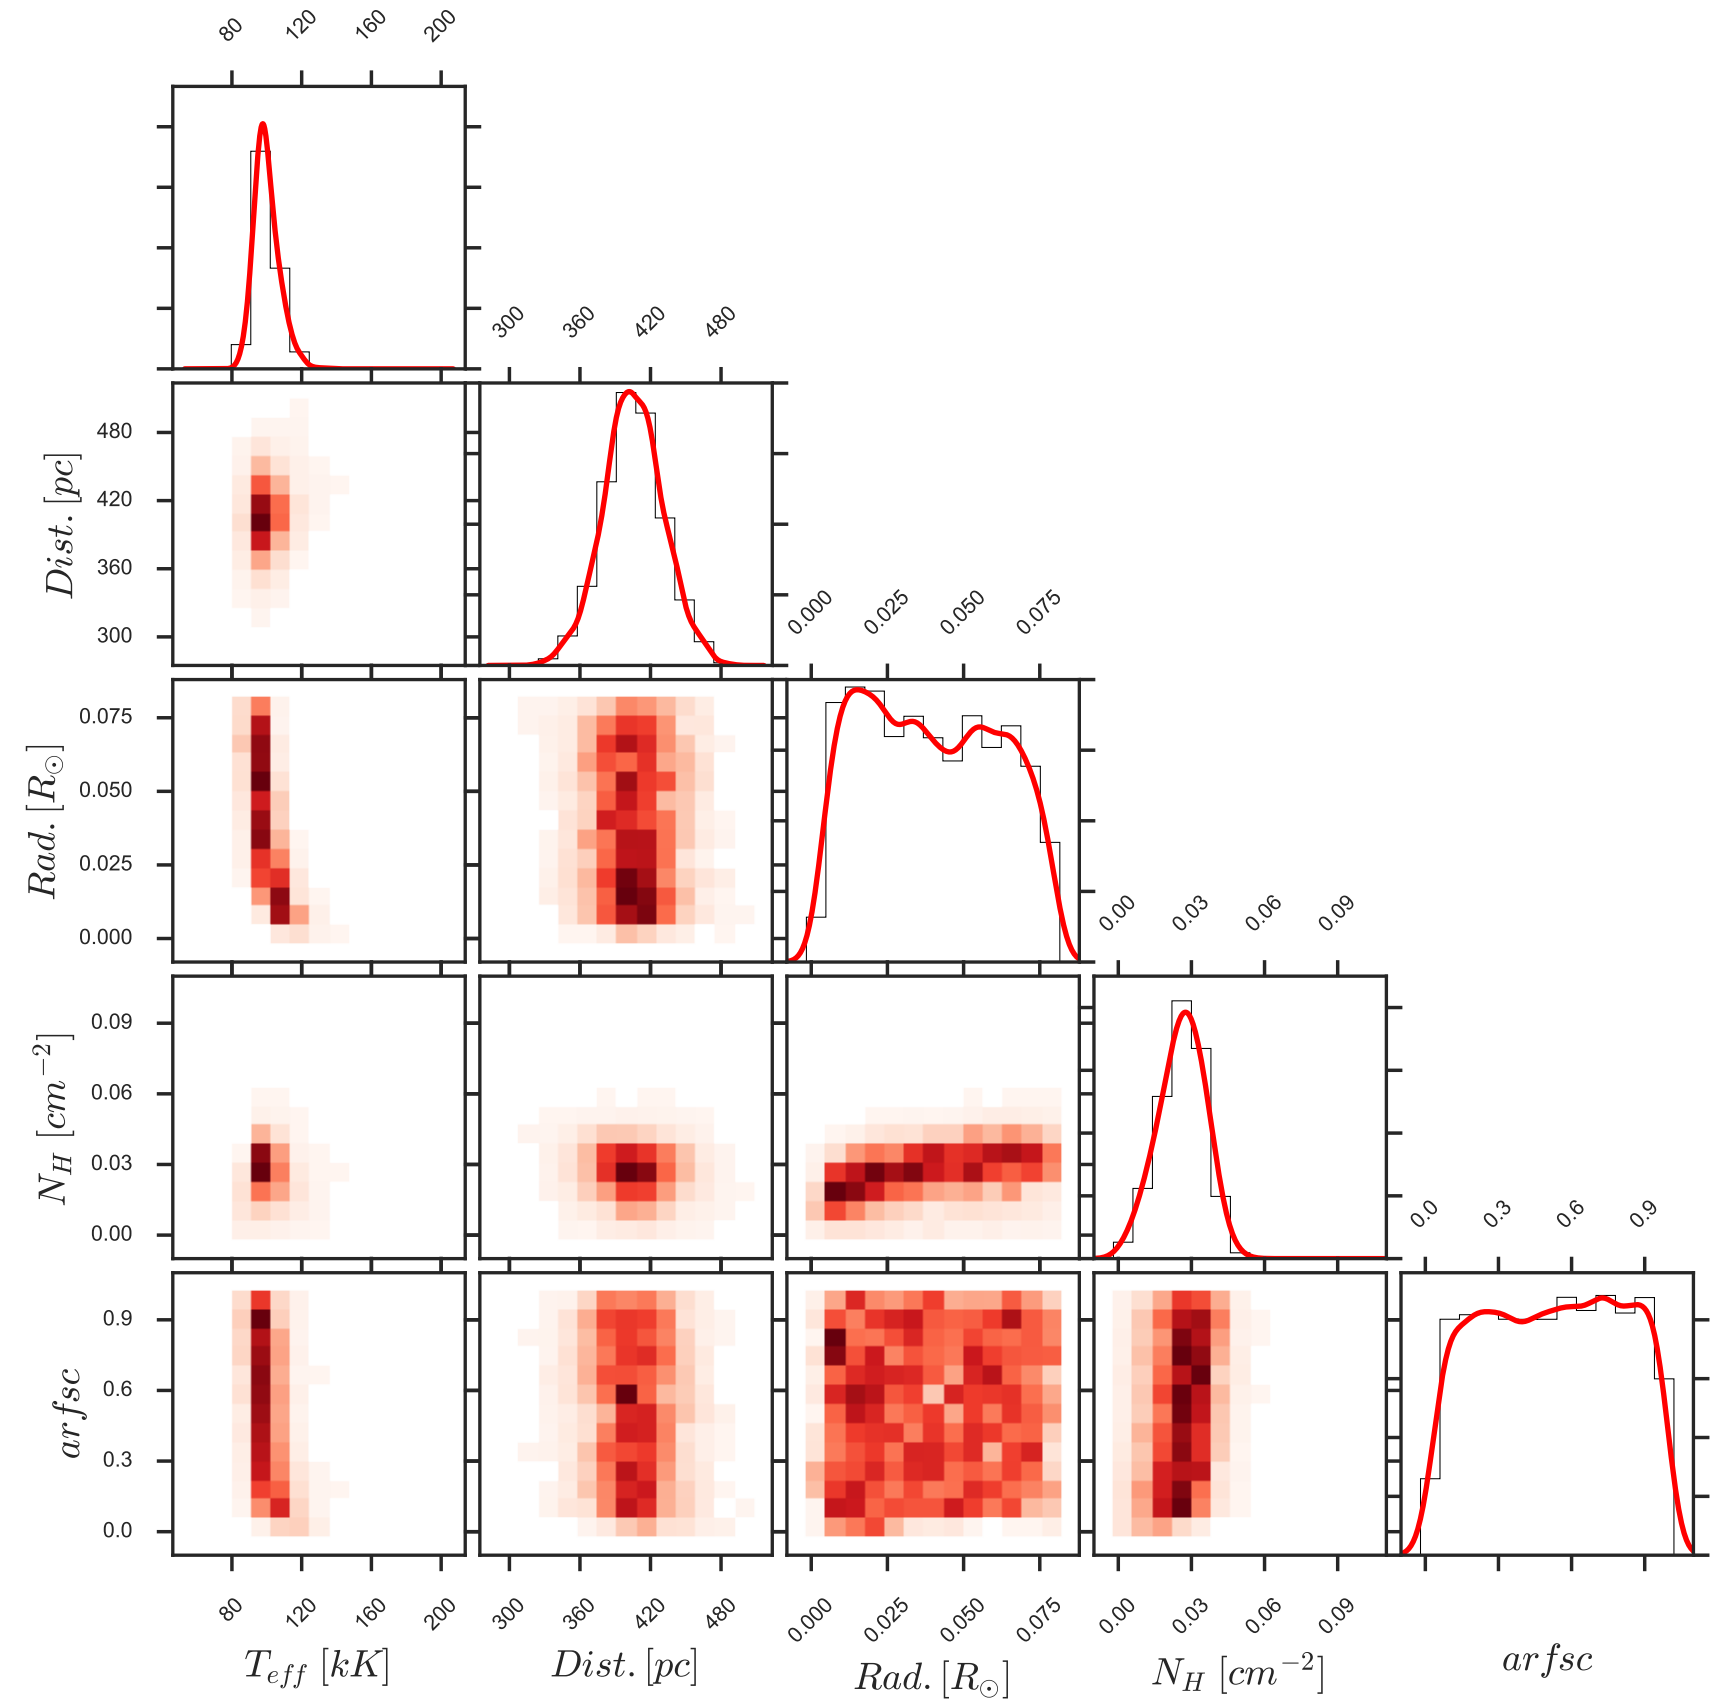 80 120 160 200
300 360 420 480
480
420
360
300
Dist. [pc]
0.000 0.025 0.050 0.075
0.075
0.050
0.025
0.000
Rad. [R⊙]
0.00 0.03 0.06 0.09
0.09
0.06
0.03
0.00
N_H [cm⁻²]
0.0 0.3 0.6 0.9
0.9
0.6
0.3
0.0
arfsc
80 120 160 200 300 360 420 480 0.000 0.025 0.050 0.075 0.00 0.03 0.06 0.09
T_eff [kK] Dist. [pc] Rad. [R⊙] N_H [cm⁻²] arfsc